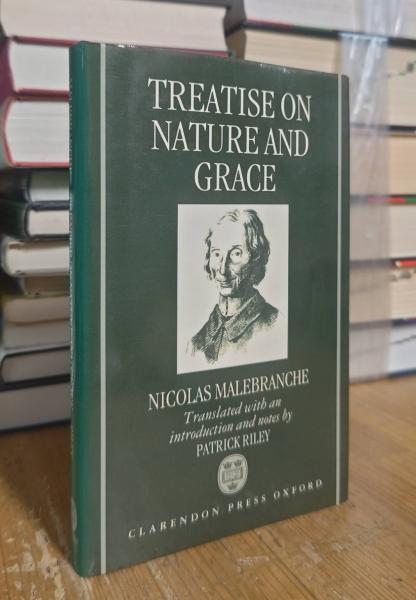 TREATISE ON
NATURE AND
GRACE
NICOLAS MALEBRANCHE
Translated with an
introduction and notes by
PATRICK RILEY
CLARENDON PRESS OXFORD